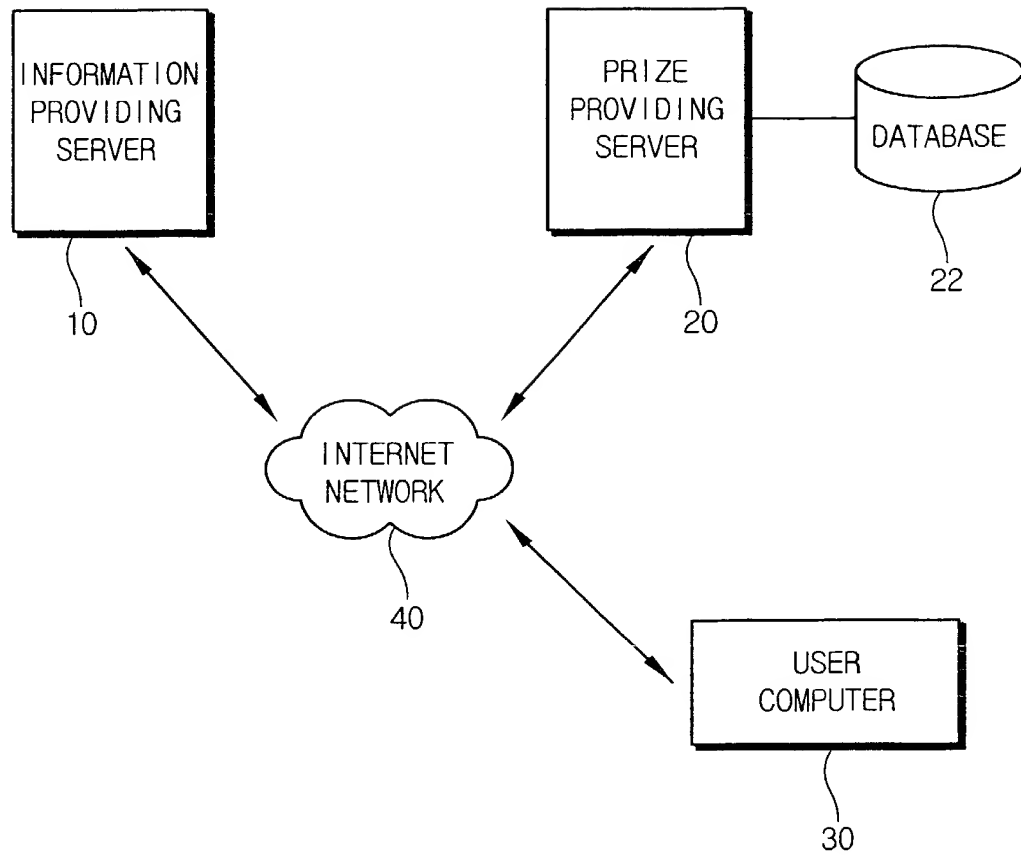 INFORMATION
PROVIDING
SERVER
10
PRIZE
PROVIDING
SERVER
20
DATABASE
22
INTERNET
NETWORK
40
USER
COMPUTER
30